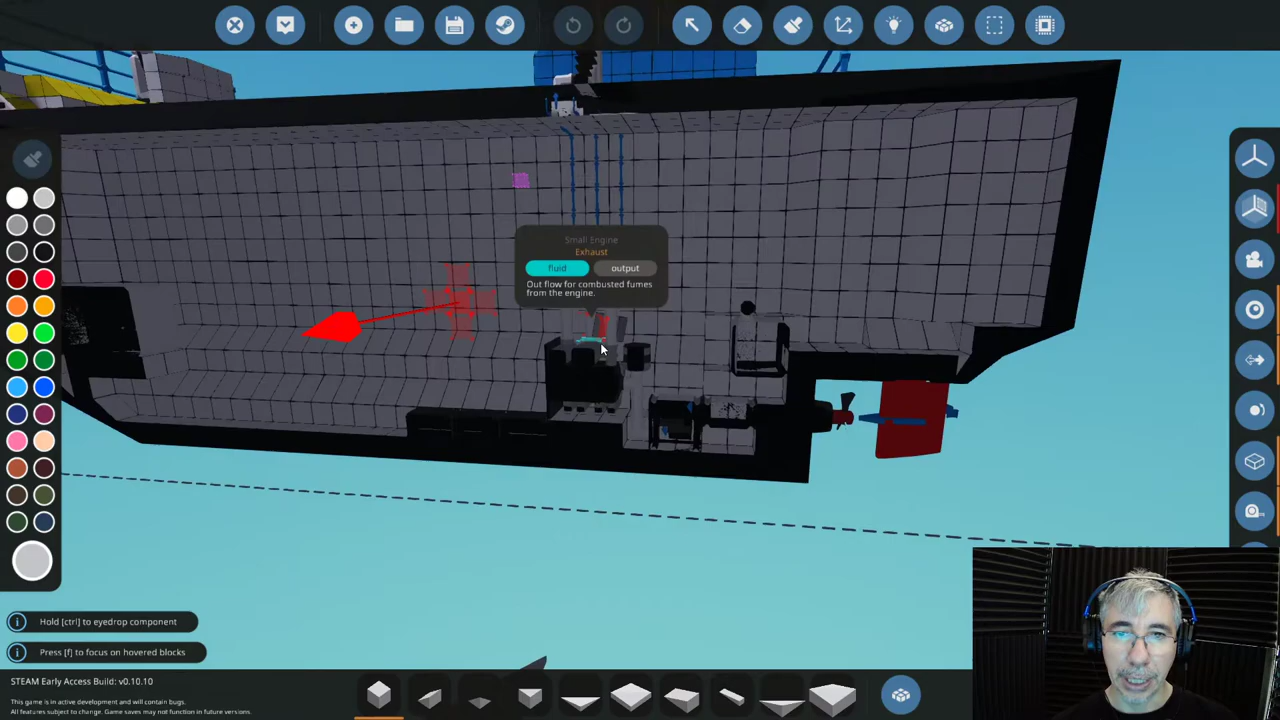 Small Engine
Exhaust
fluid output
Out flow for combusted fumes
from the engine.
Hold [ctrl] to eyedrop component
Press [f] to focus on hovered blocks
STEAM Early Access Build: v0.10.10
This game is in active development and will contain bugs.
All features subject to change. Game saves may not function in future versions.